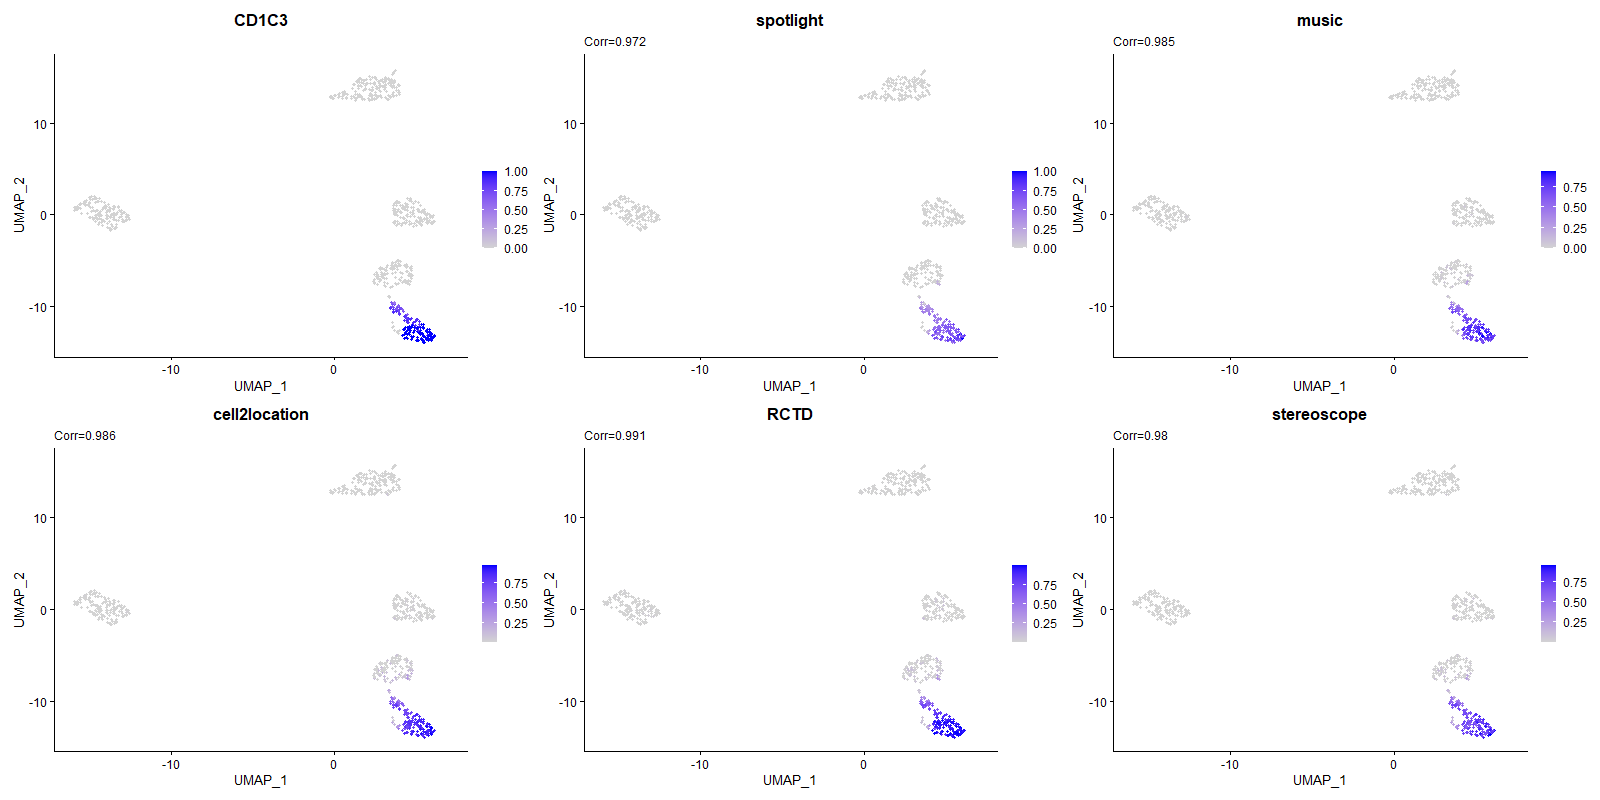 CD1C3
UMAP_2
10
0
-10
-10
0
UMAP_1
1.00
0.75
0.50
0.25
0.00
spotlight
Corr=0.972
UMAP_2
10
0
-10
-10
0
UMAP_1
1.00
0.75
0.50
0.25
0.00
music
Corr=0.985
UMAP_2
10
0
-10
-10
0
UMAP_1
0.75
0.50
0.25
0.00
cell2location
Corr=0.986
UMAP_2
10
0
-10
-10
0
UMAP_1
0.75
0.50
0.25
RCTD
Corr=0.991
UMAP_2
10
0
-10
-10
0
UMAP_1
0.75
0.50
0.25
stereoscope
Corr=0.98
UMAP_2
10
0
-10
-10
0
UMAP_1
0.75
0.50
0.25